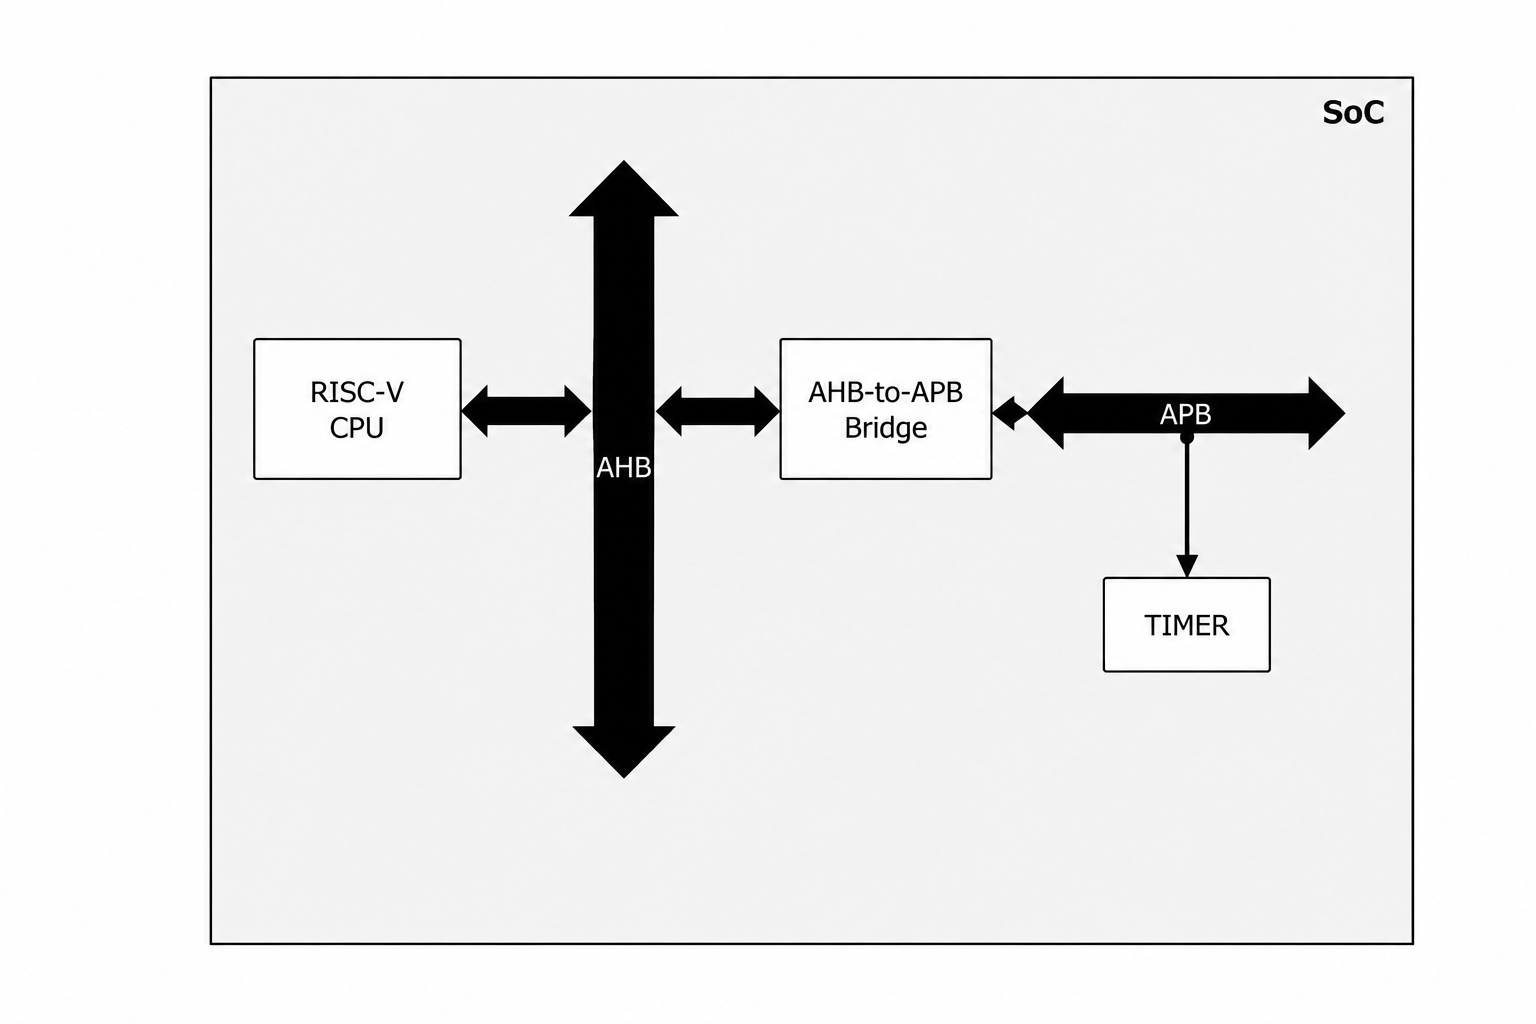 SoC
RISC-V
CPU
AHB
AHB-to-APB
Bridge
APB
TIMER